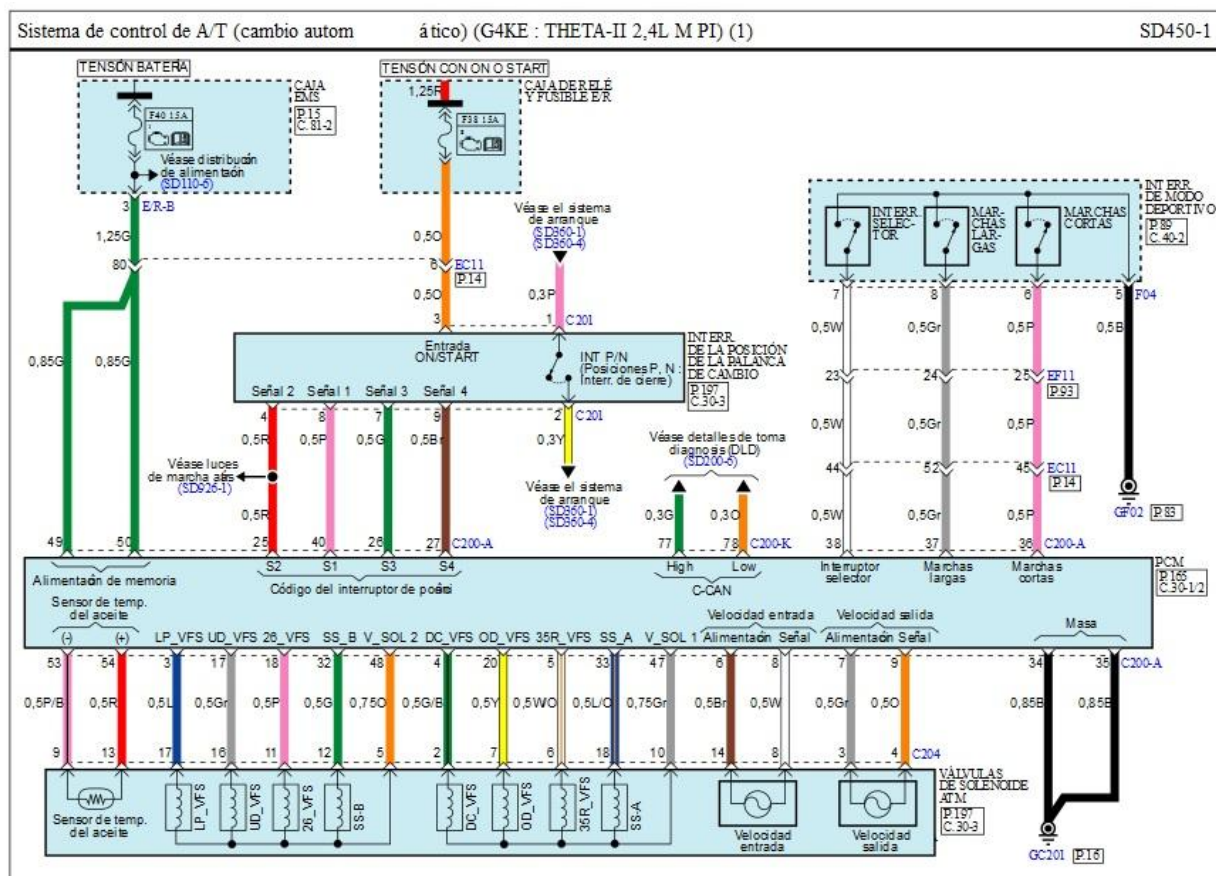 Sistema de control de A/T (cambio autom ático) (G4KE : THETA-II 2,4L M PI) (1) SD450-1
TENSIÓN BATERÍA
TENSIÓN CON ON O START
CAJA
EMS
P.15
C. 81-2
1,25R
CAJA DE RELÉ
Y FUSIBLE E/R
F40 15A
F38 15A
Véase distribución
de alimentaón
(SD110-6)
3 E/R-B
1,25G
80
0,85G 0,85G
0,5O
6 EC11
P.14
0,5O
3
Véase el sistema
de arranque
(SD360-1)
(SD360-4)
0,3P
1 C201
INTERR.
SELEC-
TOR
MAR-
CHAS
LAR-
GAS
MARCHAS
CORTAS
INTERR.
DE MODO
DEPORTIVO
P.89
C. 40-2
7 8 6 5 F04
0,5W 0,5Gr 0,5P 0,5B
23 24 25 EF11
P.93
0,5W 0,5Gr 0,5P
44 52 45 EC11
P.14
0,5W 0,5Gr 0,5P
GF02 P.83
Entrada
ON/START
INT P/N
(Posiciones P, N :
Interr. de cierre)
INTERR.
DE LA POSICIÓN
DE LA PALANCA
DE CAMBIO
P.197
C.30-3
Señal 2 Señal 1 Señal 3 Señal 4
4 8 7 9 2 C201
0,5R 0,5P 0,5G 0,5Br 0,3Y
Véase luces
de marcha atás
(SD926-1)
0,5R
Véase el sistema
de arranque
(SD360-1)
(SD360-4)
Véase detalles de toma
diagnosis (DLD)
(SD200-6)
0,3G 0,3O
49 50 25 40 26 27 C200-A 77 78 C200-K 38 37 36 C200-A
Alimentaón de memoria
S2 S1 S3 S4
Código del interruptor de posiói
High Low
C-CAN
Interruptor
selector
Marchas
largas
Marchas
cortas
PCM
P.165
C.30-1/2
Sensor de temp.
del aceite
(-) (+)
LP_VFS UD_VFS 26_VFS SS_B V_SOL 2 DC_VFS OD_VFS 35R_VFS SS_A V_SOL 1
Velocidad entrada
Alimentación Señal
Velocidad salida
Alimentación Señal
Masa
53 54 3 17 18 32 48 4 20 5 33 47 6 8 7 9 34 35 C200-A
0,5P/B 0,5R 0,5L 0,5Gr 0,5P 0,5G 0,75O 0,5G/B 0,5Y 0,5W/O 0,5L/O 0,75Gr 0,5Br 0,5W 0,5Gr 0,5O 0,85B 0,85B
9 13 17 16 11 12 5 2 7 6 18 10 14 8 3 4 C204
Sensor de temp.
del aceite
LP_VFS
UD_VFS
26_VFS
SS-B
DC_VFS
OD_VFS
35R_VFS
SS-A
Velocidad
entrada
Velocidad
salida
VÁLVULAS
DE SOLENOIDE
ATM
P.197
C.30-3
GC201 P.16